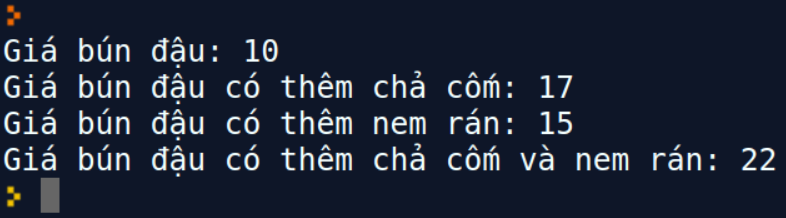 Giá bún đậu: 10
Giá bún đậu có thêm chả cốm: 17
Giá bún đậu có thêm nem rán: 15
Giá bún đậu có thêm chả cốm và nem rán: 22